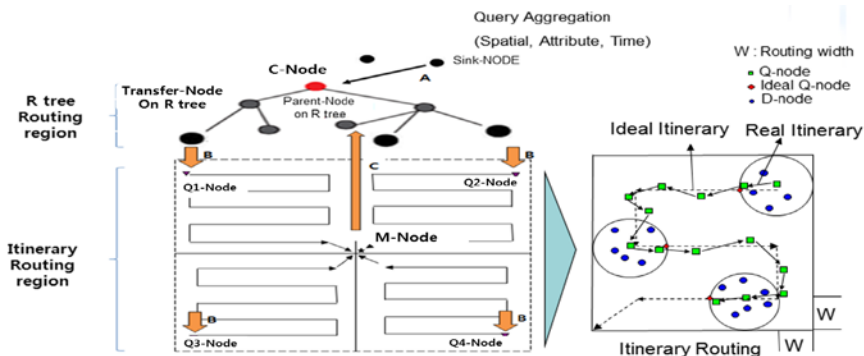 Query Aggregation
(Spatial, Attribute, Time)
Sink-NODE
A
C-Node
Transfer-Node
On R tree
Parent-Node
on R tree
R tree
Routing
region
B
B
C
Q1-Node
Q2-Node
M-Node
Itinerary
Routing
region
B
B
Q3-Node
Q4-Node
W : Routing width
Q-node
Ideal Q-node
D-node
Ideal Itinerary
Real Itinerary
W
W
Itinerary Routing